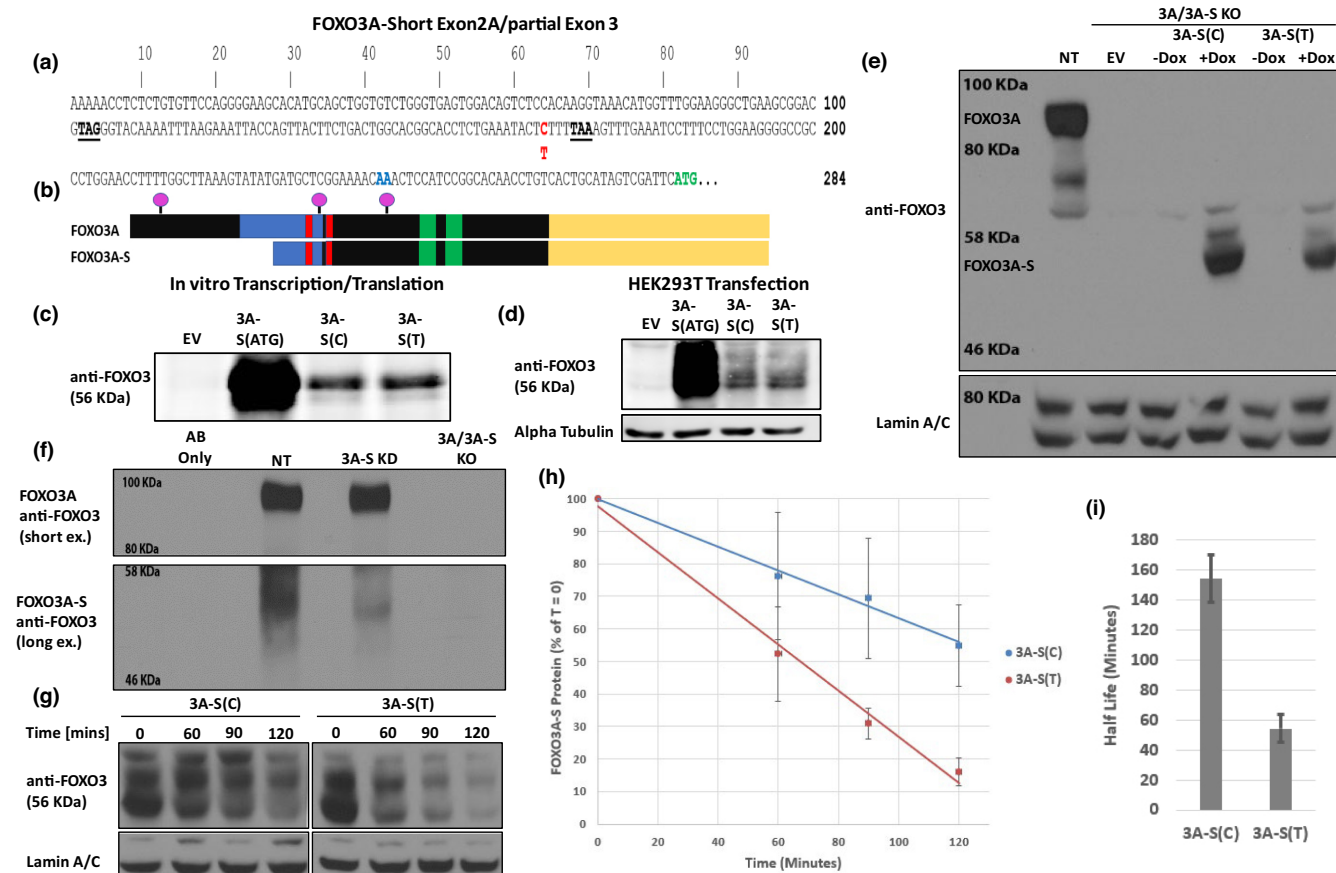 FOXO3A-Short Exon2A/partial Exon 3
(a)
10 20 30 40 50 60 70 80 90
AAAAACCTCTCTGTGTTCCAGGGGAAGCACATGCAGCTGGTGTCTGGGTGAGTGGACAGTCTCCACAAGGTAAACATGGTTTGGAAGGGCTGAAGCGGAC 100
GTAGGGTACAAAATTTAAGAAATTACCAGTTACTTCTGACTGGCACGGCACCTCTGAAATACTCTTTTAAAGTTTGAAATCCTTTCCTGGAAGGGGCCGC 200
T
CCTGGAACCTTTTGGCTTAAAGTATATGATGCTCGGAAAACAAACTCCATCCGGCACAACCTGTCACTGCATAGTCGATTCATG... 284
(b)
FOXO3A
FOXO3A-S
In vitro Transcription/Translation
(c)
EV
3A-S(ATG)
3A-S(C)
3A-S(T)
anti-FOXO3
(56 KDa)
HEK293T Transfection
(d)
EV
3A-S(ATG)
3A-S(C)
3A-S(T)
anti-FOXO3
(56 KDa)
Alpha Tubulin
(e)
3A/3A-S KO
3A-S(C) 3A-S(T)
NT EV -Dox +Dox -Dox +Dox
100 KDa
FOXO3A
80 KDa
anti-FOXO3
58 KDa
FOXO3A-S
46 KDa
80 KDa
Lamin A/C
(f)
AB Only
NT
3A-S KD
3A/3A-S KO
FOXO3A
anti-FOXO3
(short ex.)
100 KDa
80 KDa
58 KDa
FOXO3A-S
anti-FOXO3
(long ex.)
46 KDa
(g)
3A-S(C) 3A-S(T)
Time [mins] 0 60 90 120 0 60 90 120
anti-FOXO3
(56 KDa)
Lamin A/C
(h)
FOXO3A-S Protein (% of T = 0)
100
90
80
70
60
50
40
30
20
10
0
0 20 40 60 80 100 120
Time (Minutes)
3A-S(C)
3A-S(T)
(i)
Half Life (Minutes)
180
160
140
120
100
80
60
40
20
0
3A-S(C) 3A-S(T)